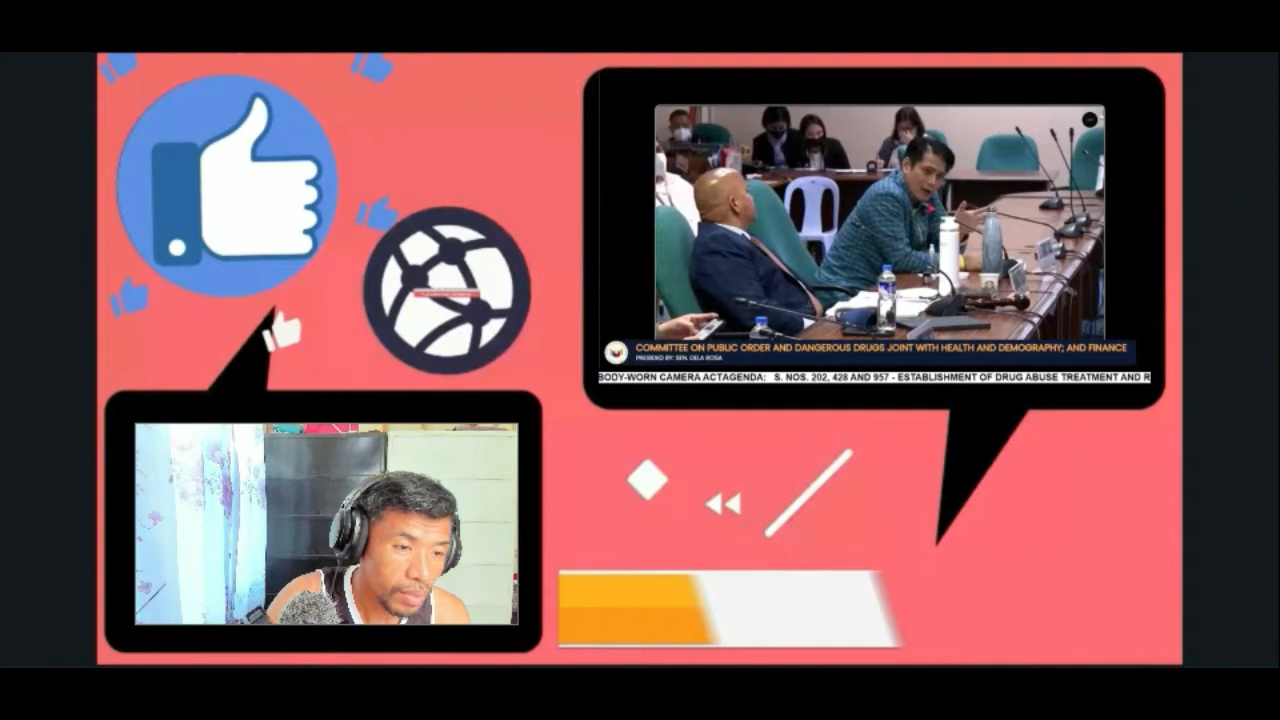 COMMITTEE ON PUBLIC ORDER AND DANGEROUS DRUGS JOINT WITH HEALTH AND DEMOGRAPHY; AND FINANCE
PRESIDED BY: SEN. DELA ROSA
BODY-WORN CAMERA ACTAGENDA: S. NOS. 202, 428 AND 957 - ESTABLISHMENT OF DRUG ABUSE TREATMENT AND R